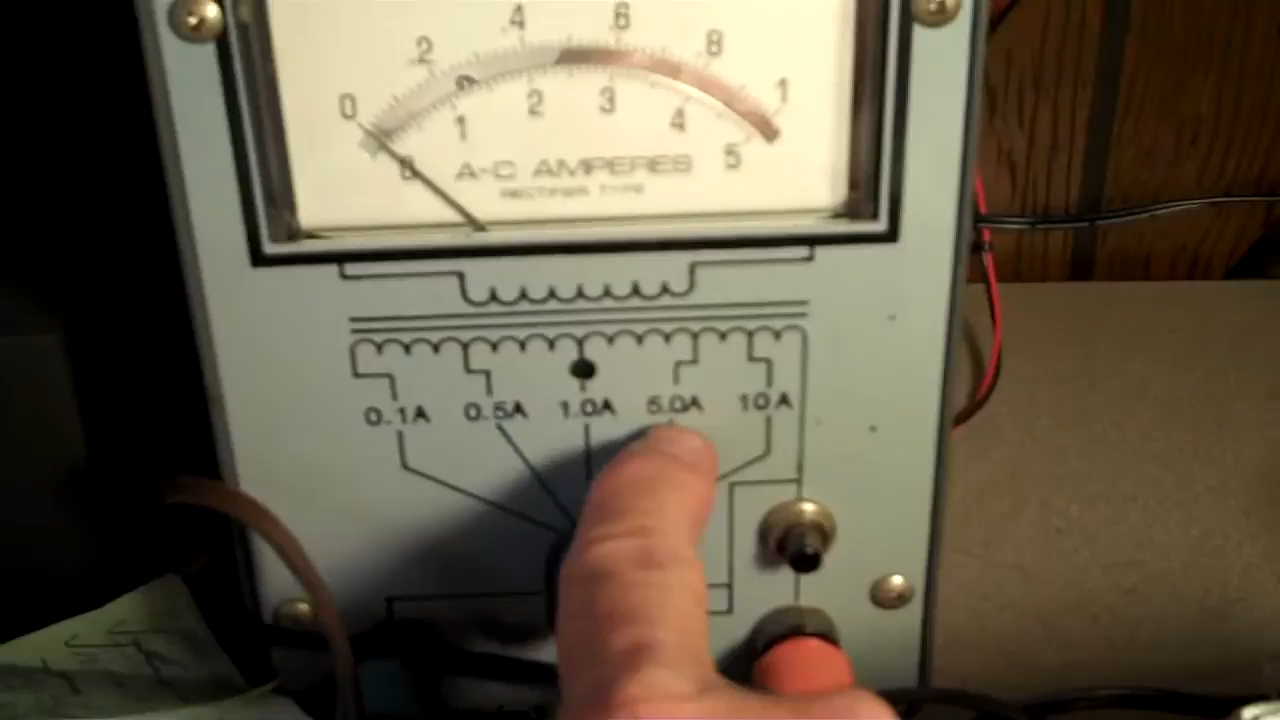 0 .2 .4 .6 .8 1
0 1 2 3 4 5
A-C AMPERES
RECTIFIER TYPE
0.1A 0.5A 1.0A 5.0A 10A